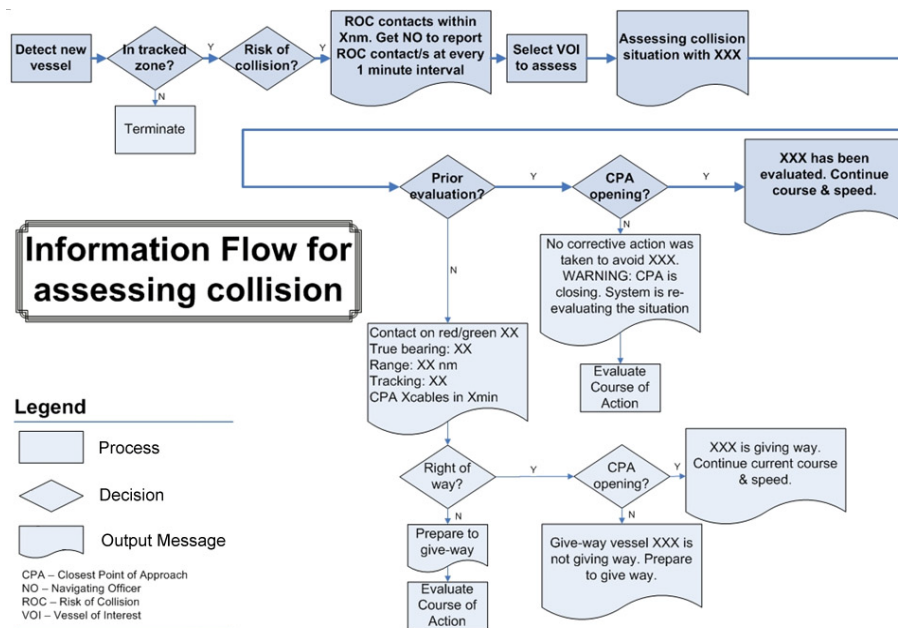 Detect new
vessel
In tracked
zone?
Y
N
Terminate
Risk of
collision?
Y
ROC contacts within
Xnm. Get NO to report
ROC contact/s at every
1 minute interval
Select VOI
to assess
Assessing collision
situation with XXX
Prior
evaluation?
Y
N
CPA
opening?
Y
N
XXX has been
evaluated. Continue
course & speed.
No corrective action was
taken to avoid XXX.
WARNING: CPA is
closing. System is re-
evaluating the situation
Evaluate
Course of
Action
Information Flow for
assessing collision
Contact on red/green XX
True bearing: XX
Range: XX nm
Tracking: XX
CPA Xcables in Xmin
Right of
way?
Y
N
CPA
opening?
Y
N
XXX is giving way.
Continue current course
& speed.
Prepare to
give-way
Evaluate
Course of
Action
Give-way vessel XXX is
not giving way. Prepare
to give way.
Legend
Process
Decision
Output Message
CPA – Closest Point of Approach
NO – Navigating Officer
ROC – Risk of Collision
VOI – Vessel of Interest